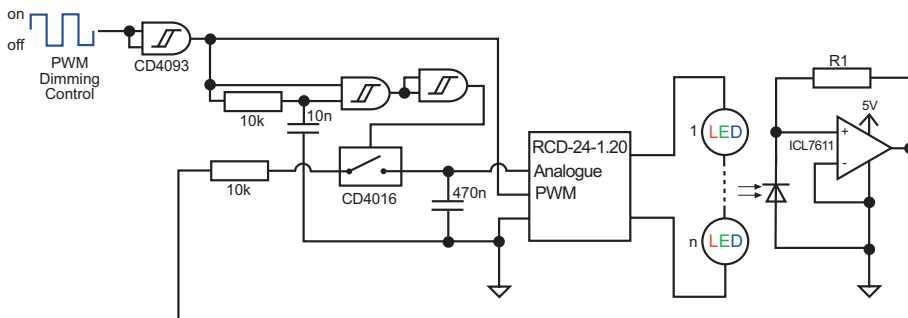 on
off
PWM
Dimming
Control
CD4093
10k
10n
10k
CD4016
470n
RCD-24-1.20
Analogue
PWM
1 LED
n LED
R1
5V
ICL7611
+
-